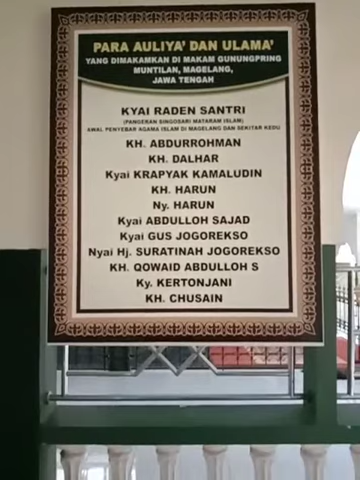 PARA AULIYA' DAN ULAMA'
YANG DIMAKAMKAN DI MAKAM GUNUNGPRING
MUNTILAN, MAGELANG,
JAWA TENGAH
KYAI RADEN SANTRI
(PANGERAN SINGOSARI MATARAM ISLAM)
AWAL PENYEBAR AGAMA ISLAM DI MAGELANG DAN SEKITAR KEDU
KH. ABDURROHMAN
KH. DALHAR
Kyai KRAPYAK KAMALUDIN
KH. HARUN
Ny. HARUN
Kyai ABDULLOH SAJAD
Kyai GUS JOGOREKSO
Nyai Hj. SURATINAH JOGOREKSO
KH. QOWAID ABDULLOH S
Ky. KERTONJANI
KH. CHUSAIN